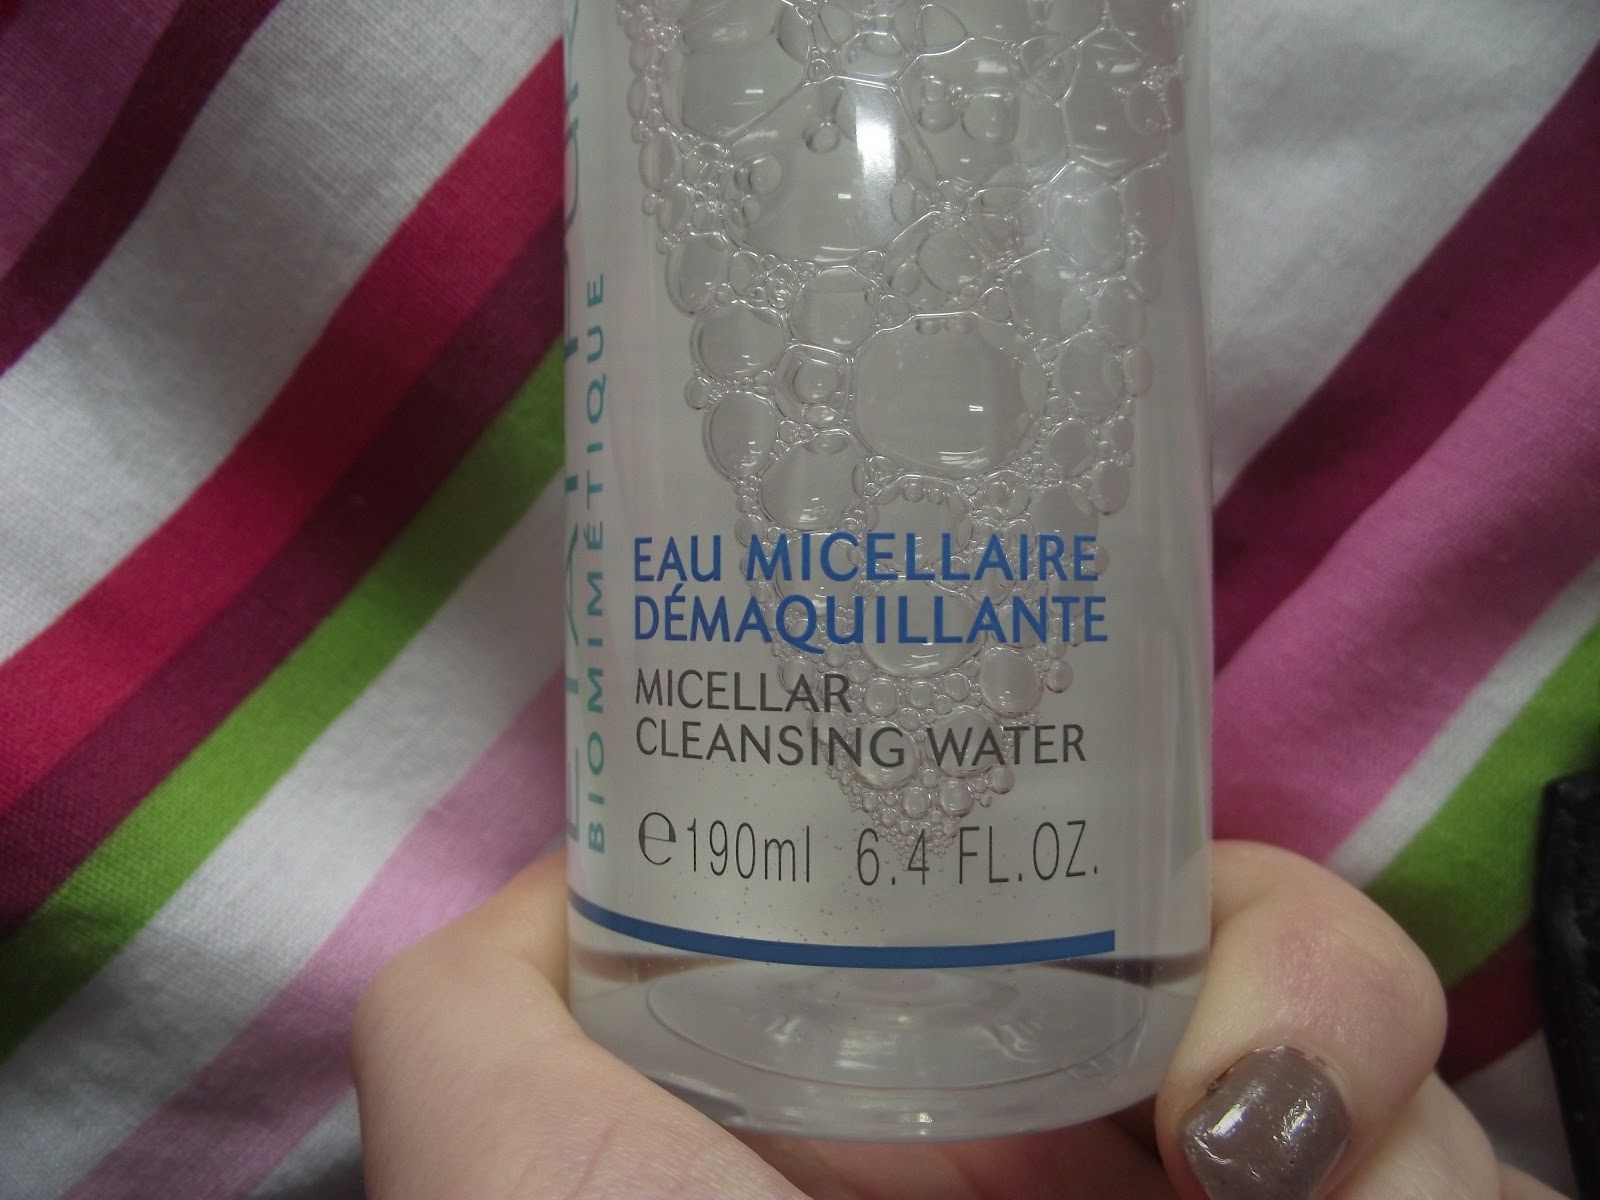 BIOMIMÉTIQUE
EAU MICELLAIRE
DÉMAQUILLANTE
MICELLAR
CLEANSING WATER
℮190ml 6.4 FL.OZ.